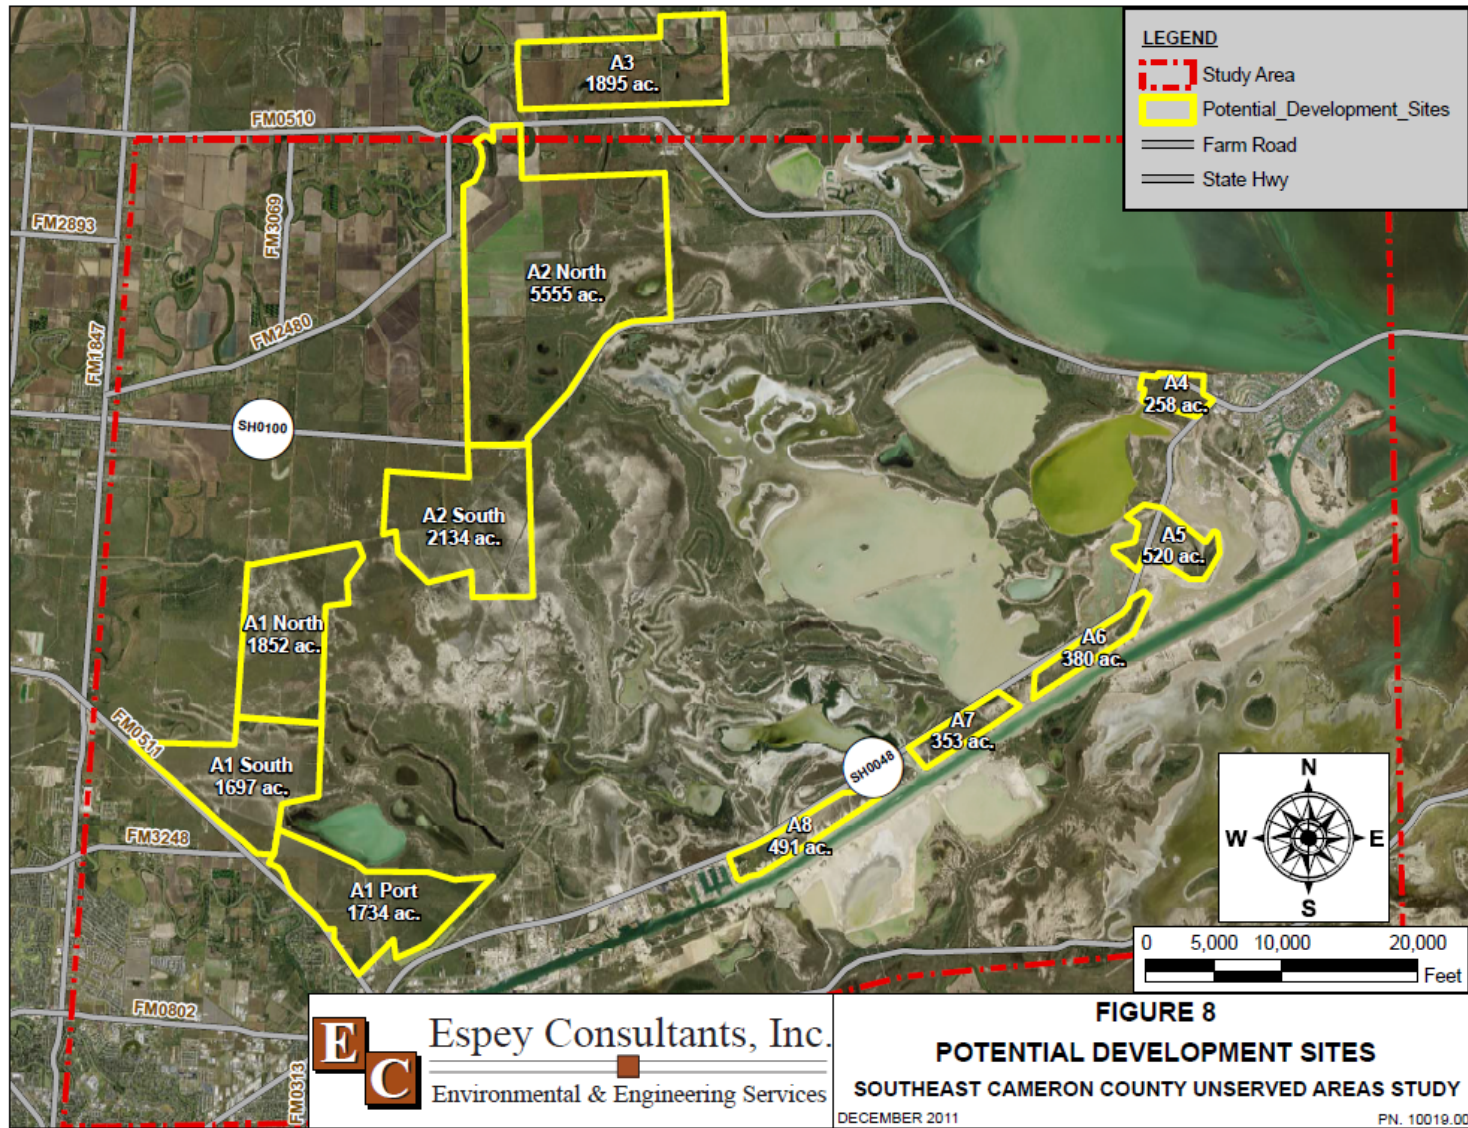 LEGEND
Study Area
Potential_Development_Sites
Farm Road
State Hwy
A3
1895 ac.
FM0510
FM2893
FM3069
A2 North
5555 ac.
FM2480
FM1847
A4
258 ac.
SH0100
A2 South
2134 ac.
A5
520 ac.
A1 North
1852 ac.
A6
380 ac.
FM0511
A7
353 ac.
A1 South
1697 ac.
SH0048
N
W
E
S
FM3248
A8
491 ac.
A1 Port
1734 ac.
0 5,000 10,000 20,000
Feet
FM0802
FM0313
E
C
Espey Consultants, Inc.
Environmental & Engineering Services
FIGURE 8
POTENTIAL DEVELOPMENT SITES
SOUTHEAST CAMERON COUNTY UNSERVED AREAS STUDY
DECEMBER 2011
PN. 10019.00